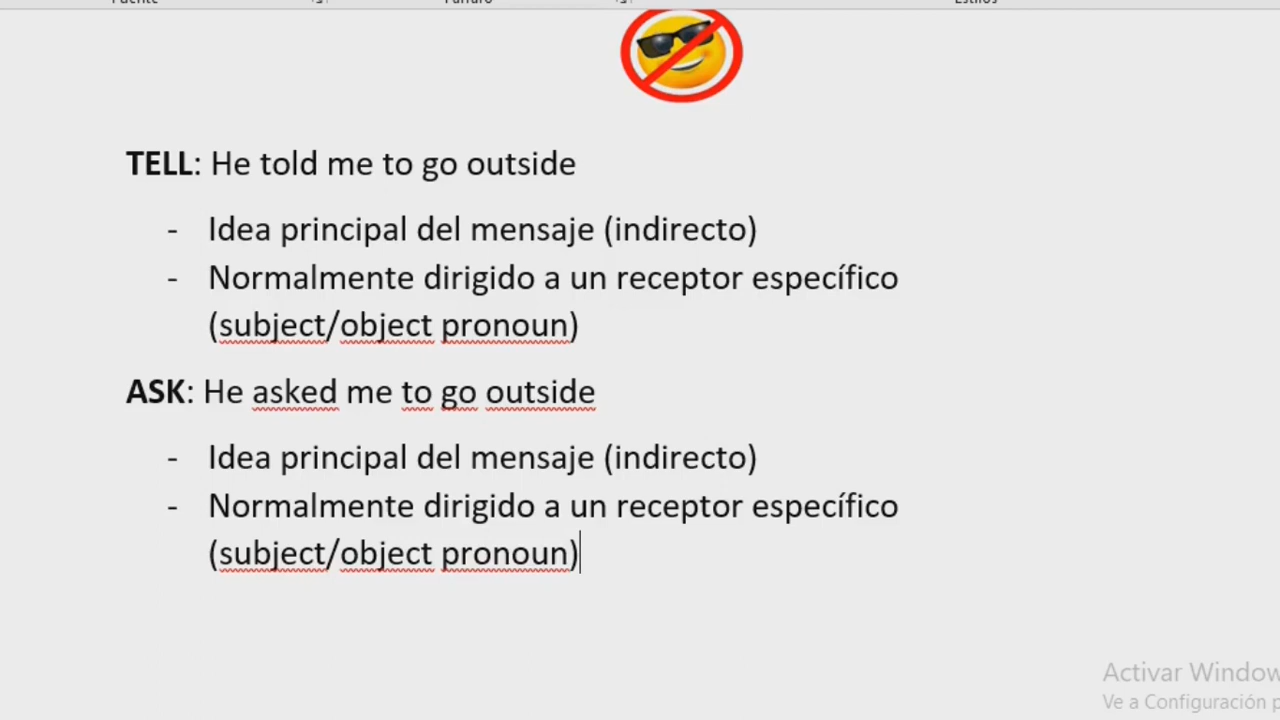 TELL: He told me to go outside
- Idea principal del mensaje (indirecto)
- Normalmente dirigido a un receptor específico
(subject/object pronoun)
ASK: He asked me to go outside
- Idea principal del mensaje (indirecto)
- Normalmente dirigido a un receptor específico
(subject/object pronoun)
Activar Window
Ve a Configuración p